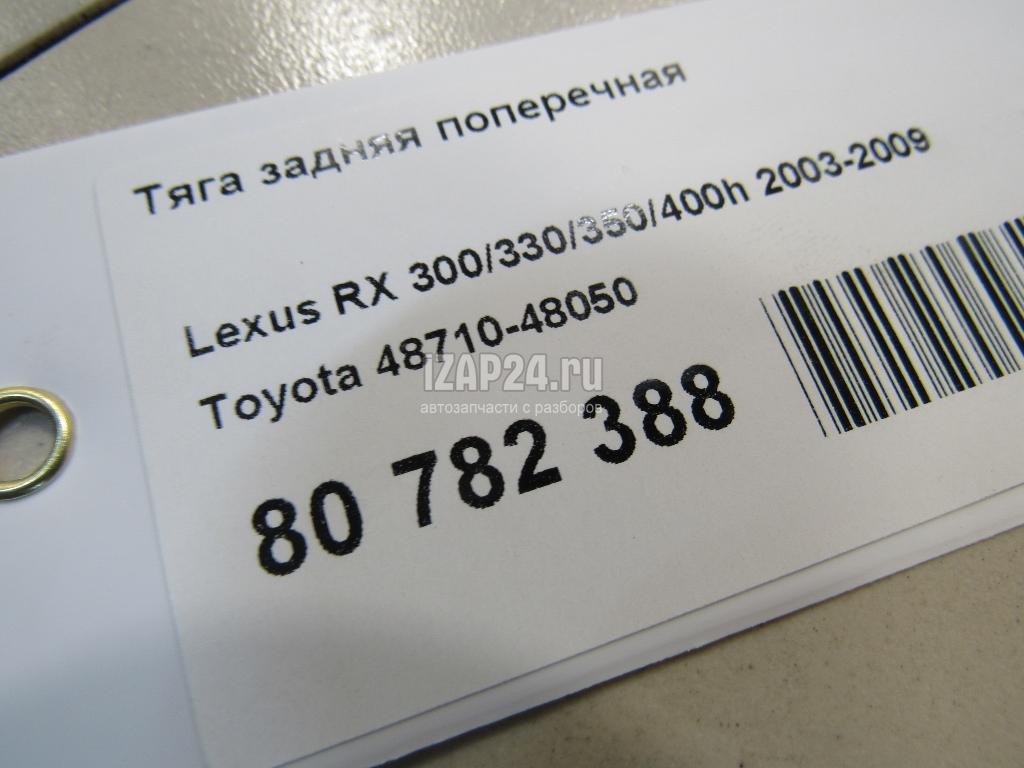 Тяга задняя поперечная
Lexus RX 300/330/350/400h 2003-2009
Toyota 48710-48050
IZAP24.ru
автозапчасти с разборов
80 782 388